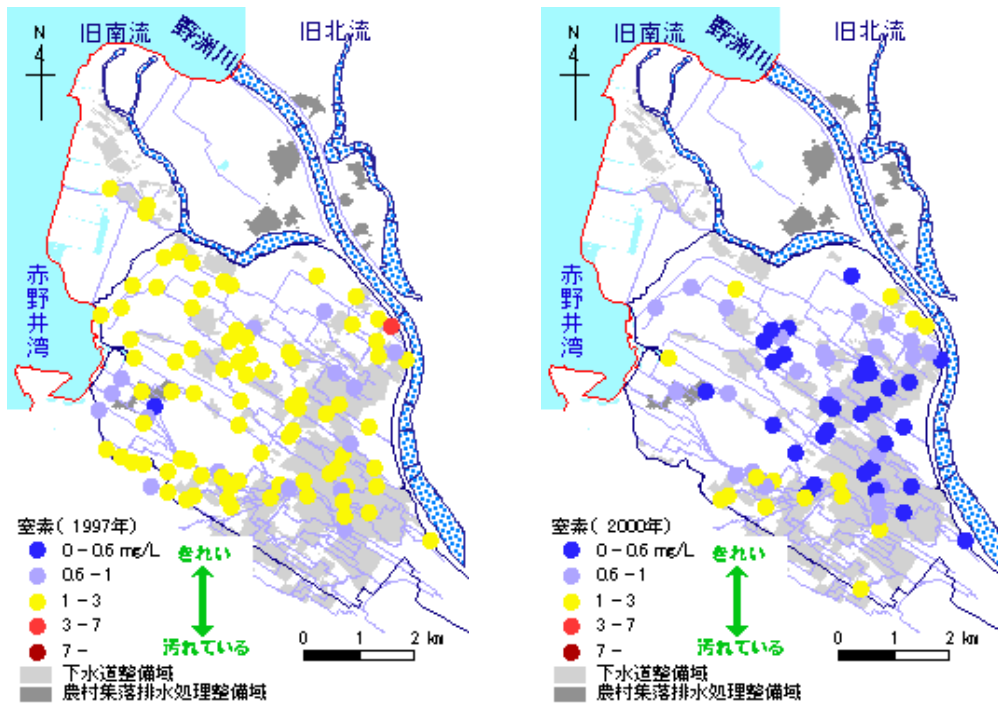 N
4
旧南流
野洲川
旧北流
赤野井湾
窒素( 1997年)
0 - 0.6 mg/L
0.6 - 1
1 - 3
3 - 7
7 -
きれい
汚れている
0 1 2 km
下水道整備域
農村集落排水処理整備域
N
4
旧南流
野洲川
旧北流
赤野井湾
窒素( 2000年)
0 - 0.6 mg/L
0.6 - 1
1 - 3
3 - 7
7 -
きれい
汚れている
0 1 2 km
下水道整備域
農村集落排水処理整備域